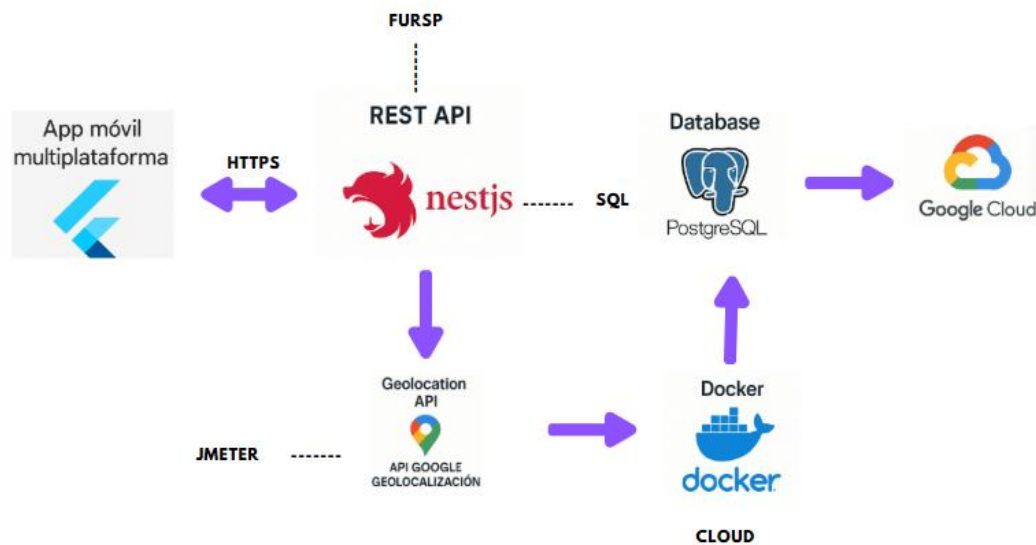 FURSP
REST API
nestjs
App móvil
multiplataforma
HTTPS
SQL
Database
PostgreSQL
Google Cloud
Geolocation
API
API GOOGLE
GEOLOCALIZACIÓN
JMETER
Docker
docker
CLOUD